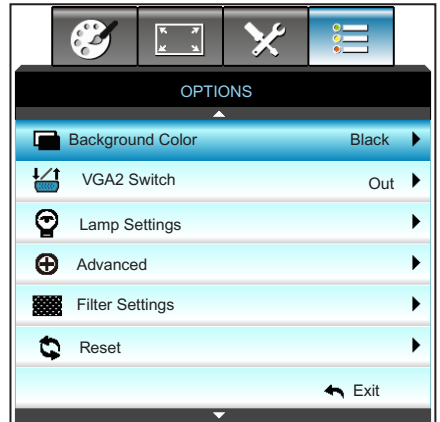 OPTIONS
Background Color Black
VGA2 Switch Out
Lamp Settings
Advanced
Filter Settings
Reset
Exit